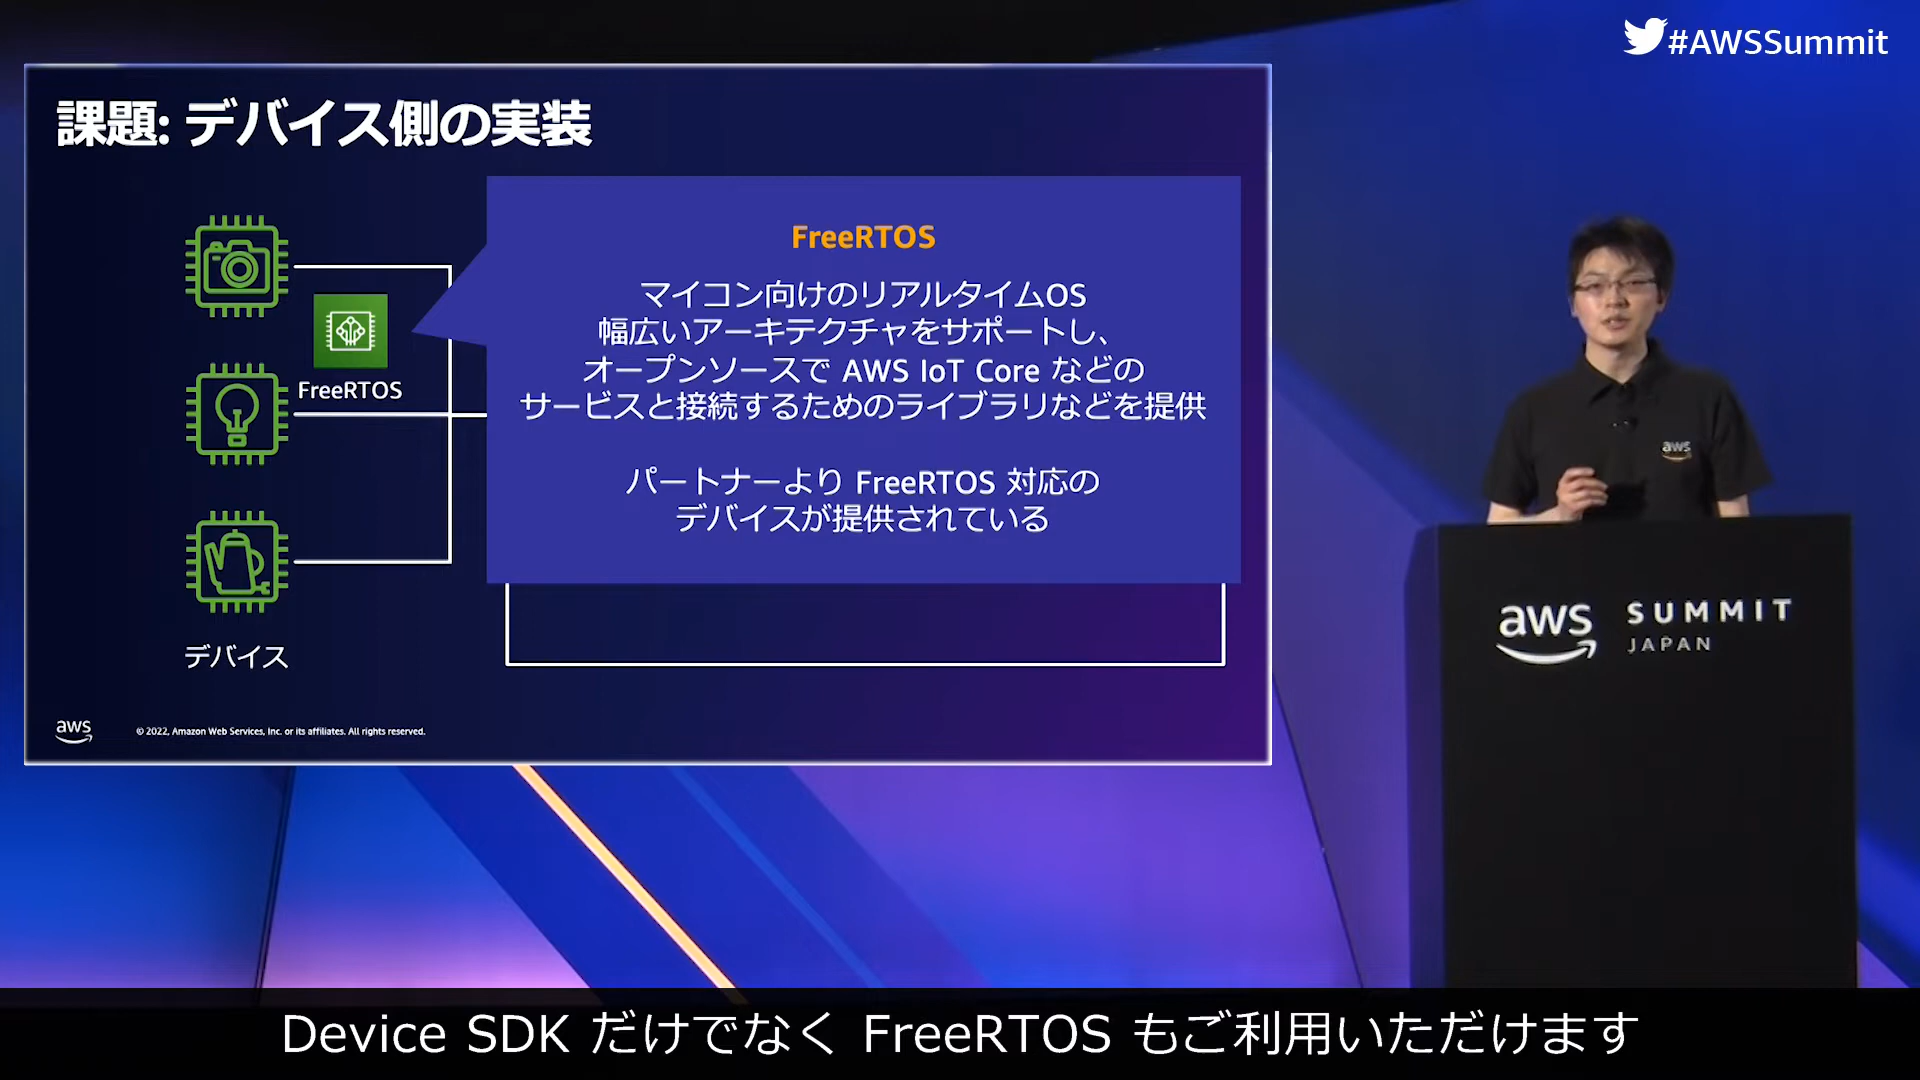 #AWSSummit
課題: デバイス側の実装
FreeRTOS
マイコン向けのリアルタイムOS
幅広いアーキテクチャをサポートし、
オープンソースで AWS IoT Core などの
サービスと接続するためのライブラリなどを提供
パートナーより FreeRTOS 対応の
デバイスが提供されている
FreeRTOS
デバイス
aws
© 2022, Amazon Web Services, Inc. or its affiliates. All rights reserved.
aws
aws SUMMIT
JAPAN
Device SDK だけでなく FreeRTOS もご利用いただけます